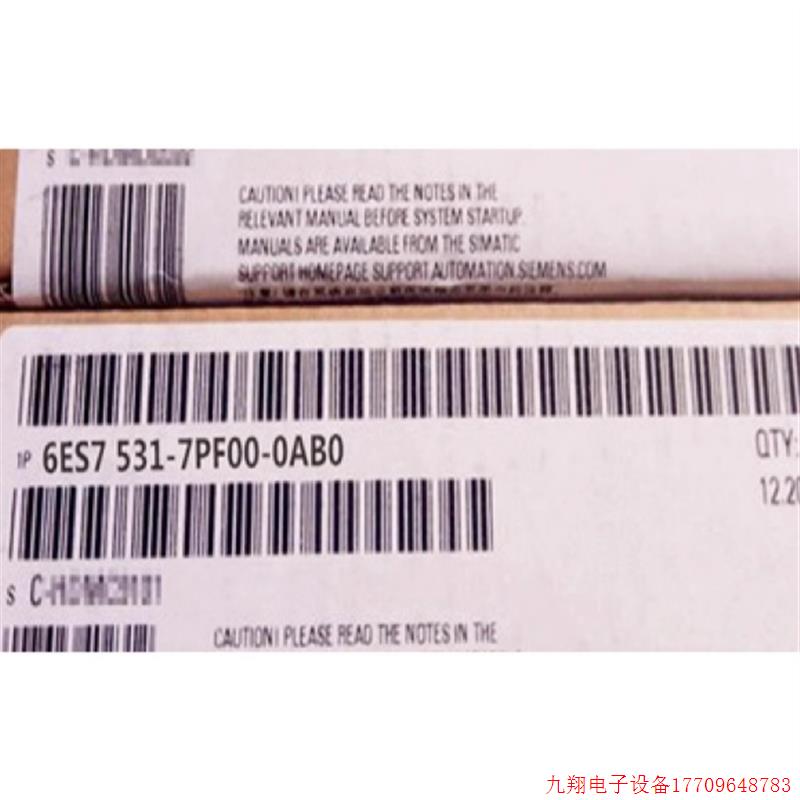 S
CAUTION! PLEASE READ THE NOTES IN THE
RELEVANT MANUAL BEFORE SYSTEM STARTUP.
MANUALS ARE AVAILABLE FROM THE SIMATIC
SUPPORT HOMEPAGE SUPPORT.AUTOMATION.SIEMENS.COM
1P 6ES7 531-7PF00-0AB0
QTY:
12.20
S C-
CAUTION! PLEASE READ THE NOTES IN THE
九翔电子设备17709648783